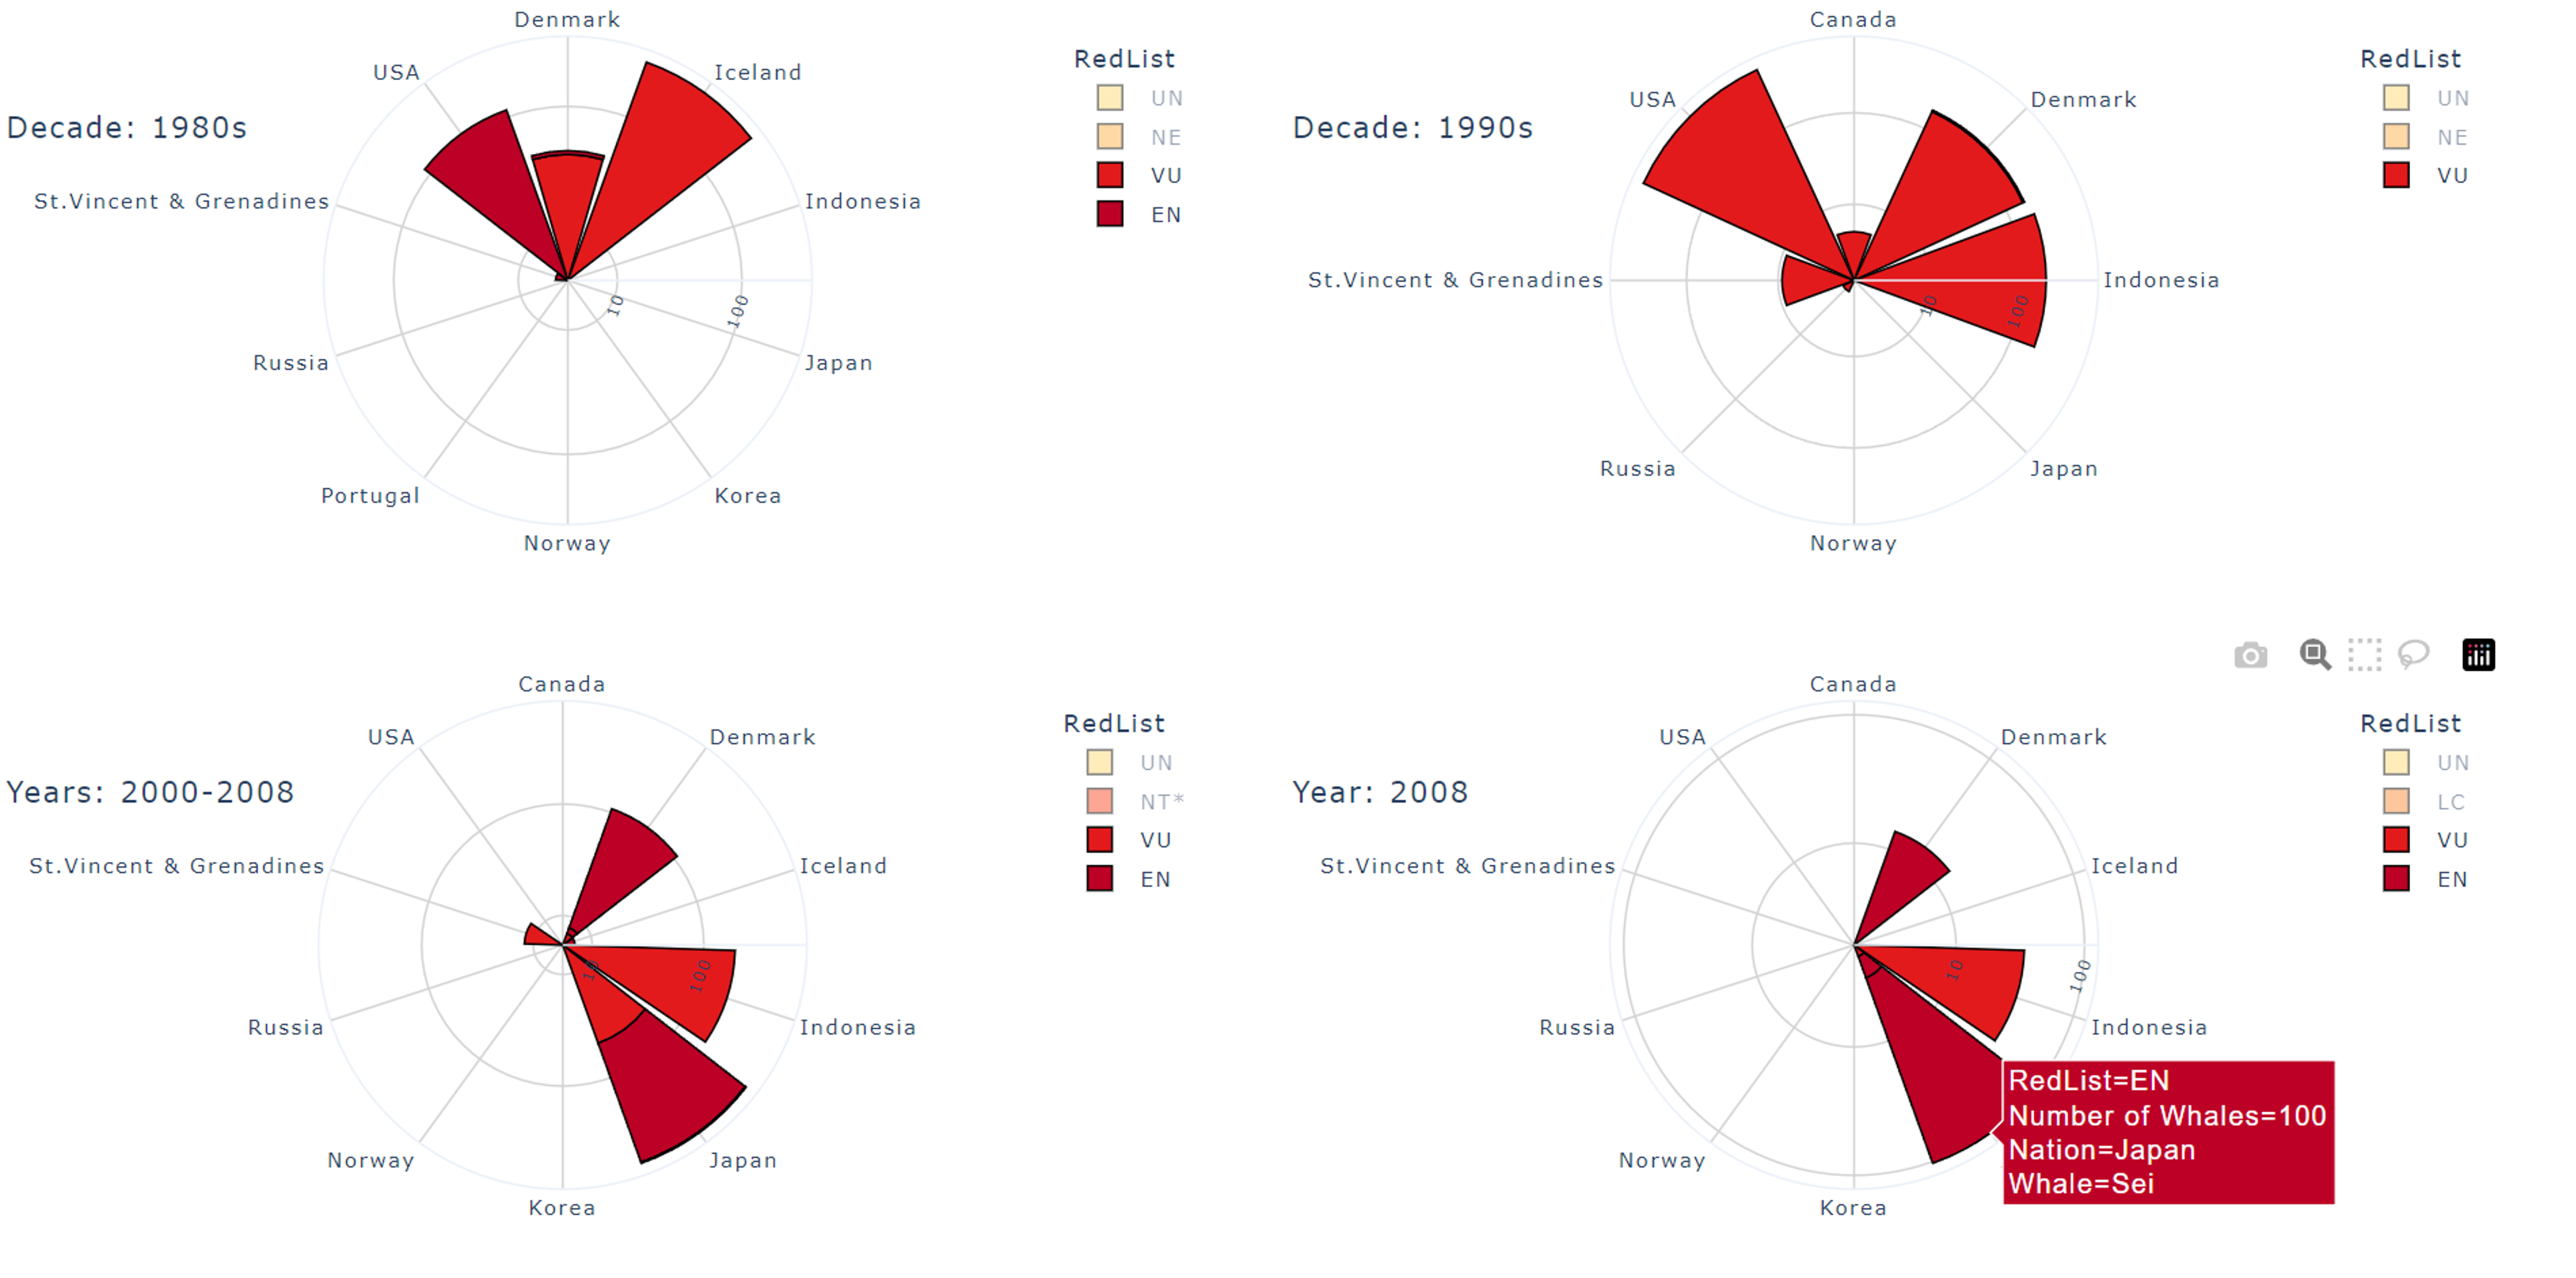 Denmark
USA
Iceland
Decade: 1980s
St.Vincent & Grenadines
Indonesia
10
100
Russia
Japan
Portugal
Korea
Norway
RedList
UN
NE
VU
EN
Canada
USA
Denmark
Decade: 1990s
St.Vincent & Grenadines
Indonesia
10
100
Russia
Japan
Norway
RedList
UN
NE
VU
Canada
USA
Denmark
Years: 2000-2008
St.Vincent & Grenadines
Iceland
10
100
Russia
Indonesia
Norway
Japan
Korea
RedList
UN
NT*
VU
EN
Canada
USA
Denmark
Year: 2008
St.Vincent & Grenadines
Iceland
10
100
Russia
Indonesia
Norway
Korea
RedList=EN
Number of Whales=100
Nation=Japan
Whale=Sei
RedList
UN
LC
VU
EN